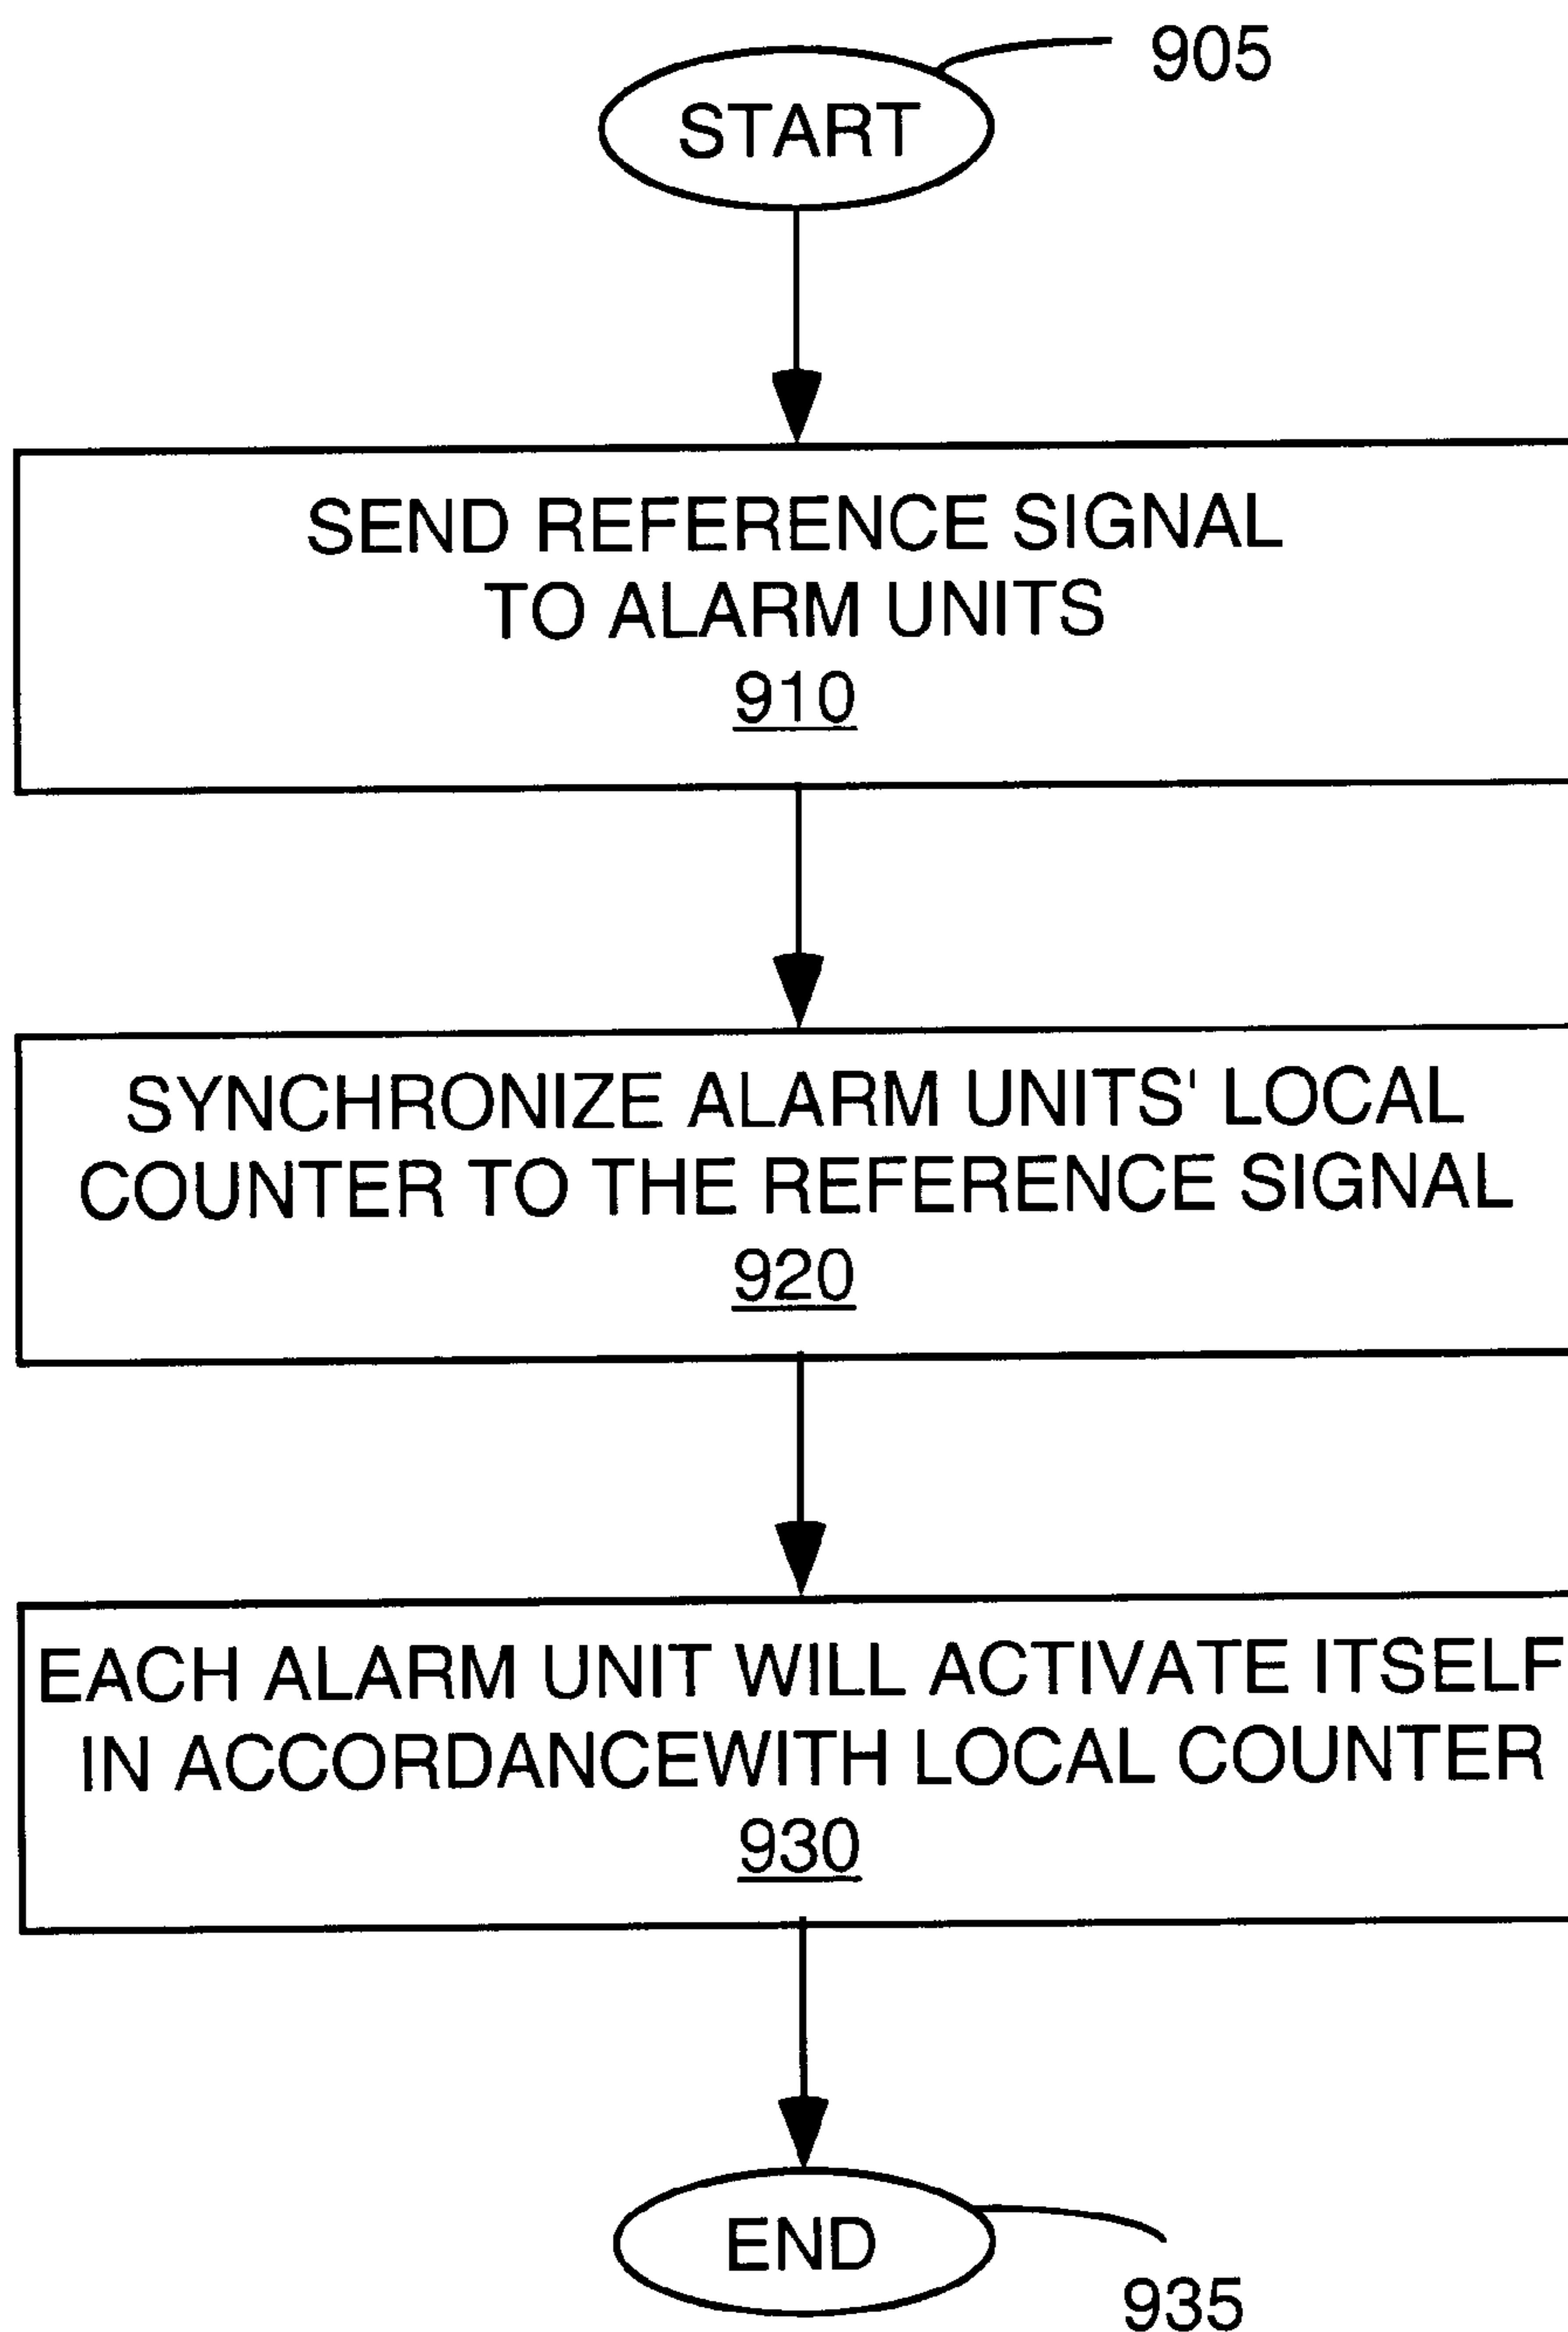 905
START
SEND REFERENCE SIGNAL
TO ALARM UNITS
910
SYNCHRONIZE ALARM UNITS' LOCAL
COUNTER TO THE REFERENCE SIGNAL
920
EACH ALARM UNIT WILL ACTIVATE ITSELF
IN ACCORDANCEWITH LOCAL COUNTER
930
END
935